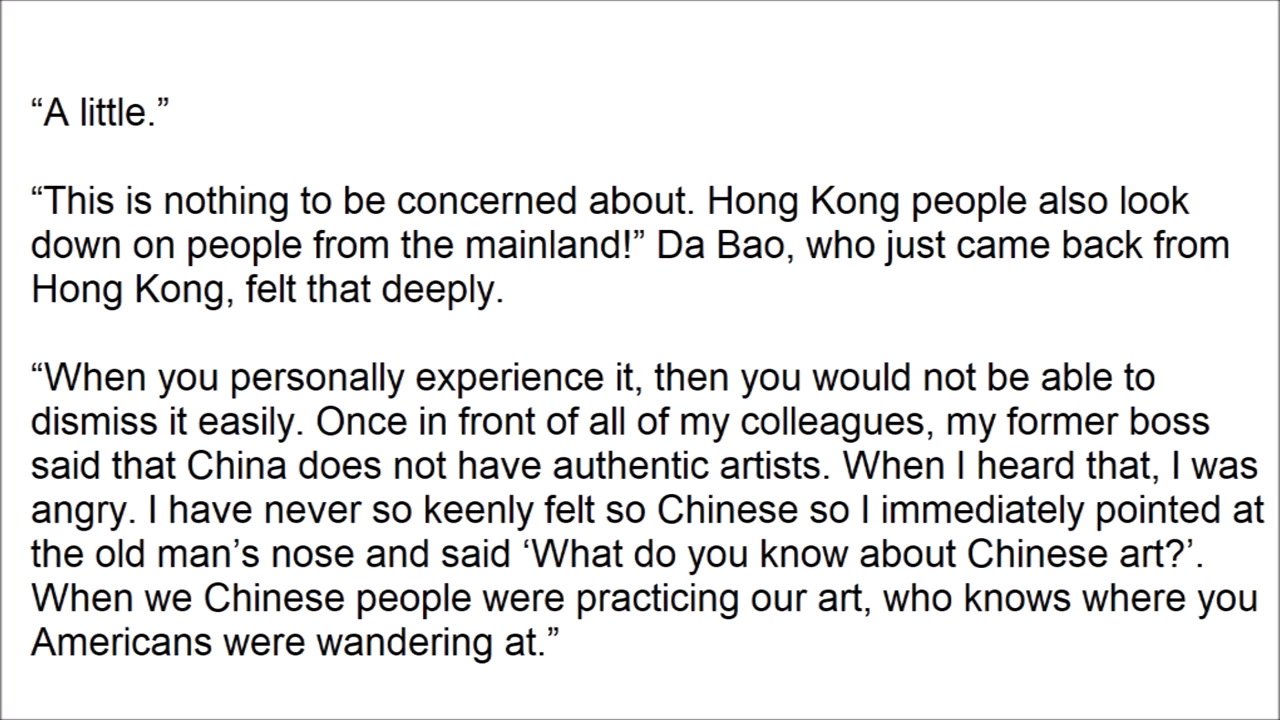 “A little.”
“This is nothing to be concerned about. Hong Kong people also look
down on people from the mainland!” Da Bao, who just came back from
Hong Kong, felt that deeply.
“When you personally experience it, then you would not be able to
dismiss it easily. Once in front of all of my colleagues, my former boss
said that China does not have authentic artists. When I heard that, I was
angry. I have never so keenly felt so Chinese so I immediately pointed at
the old man’s nose and said ‘What do you know about Chinese art?’.
When we Chinese people were practicing our art, who knows where you
Americans were wandering at.”